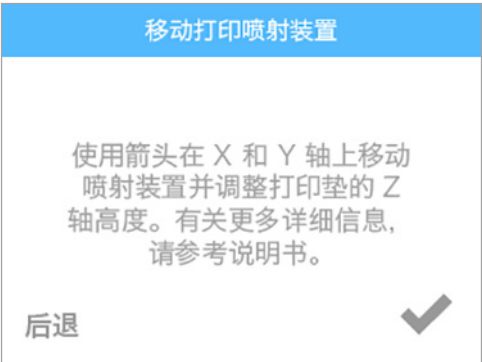 移动打印喷射装置
使用箭头在 X 和 Y 轴上移动
喷射装置并调整打印垫的 Z
轴高度。有关更多详细信息,
请参考说明书。
后退